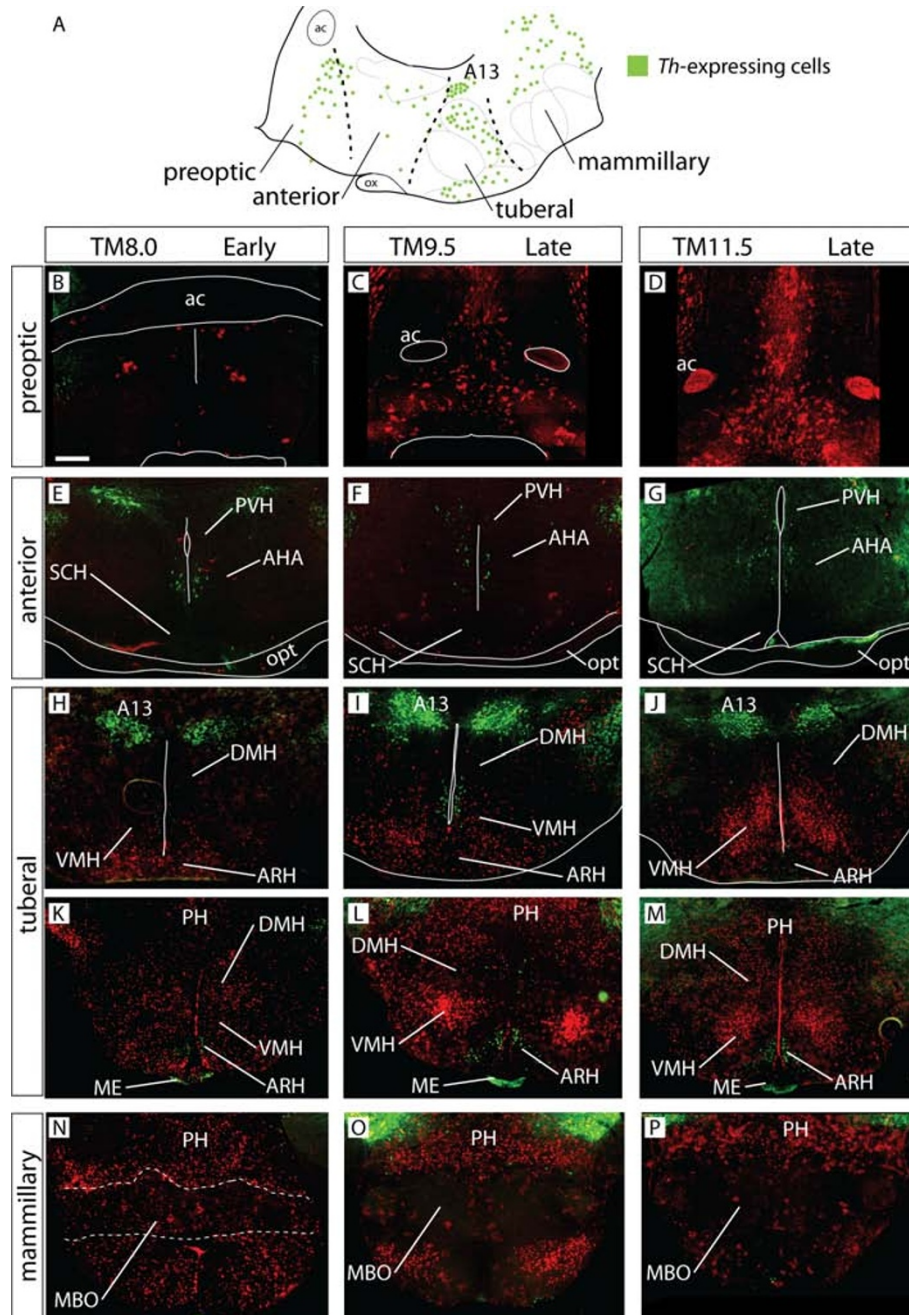 A
ac
A13
Th-expressing cells
preoptic
anterior
ox
tuberal
mammillary
TM8.0 Early
TM9.5 Late
TM11.5 Late
preoptic
B
ac
C
ac
D
ac
anterior
E
PVH
AHA
SCH
opt
F
PVH
AHA
SCH
opt
G
PVH
AHA
SCH
opt
tuberal
H
A13
DMH
VMH
ARH
I
A13
DMH
VMH
ARH
J
A13
DMH
VMH
ARH
K
PH
DMH
VMH
ME
ARH
L
PH
DMH
VMH
ME
ARH
M
PH
DMH
VMH
ME
ARH
mammillary
N
PH
MBO
O
PH
MBO
P
PH
MBO